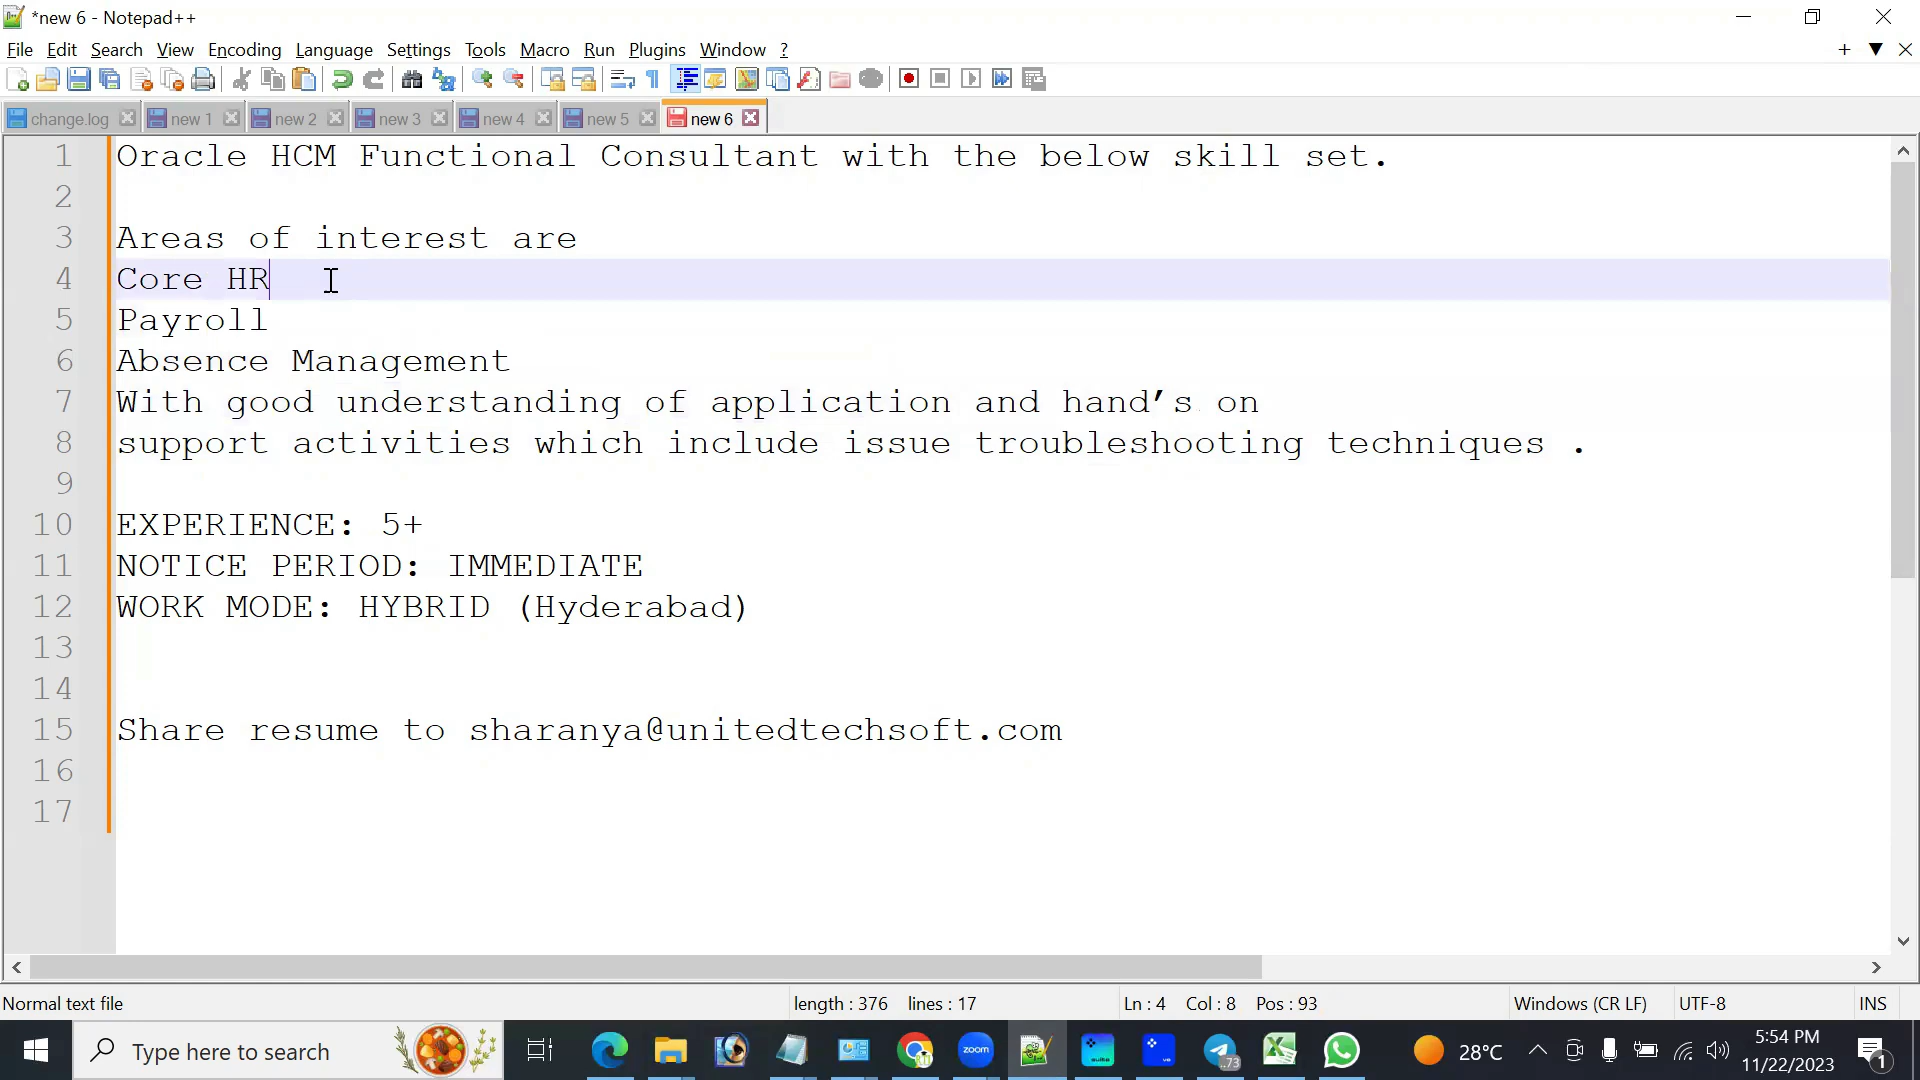 *new 6 - Notepad++
File Edit Search View Encoding Language Settings Tools Macro Run Plugins Window ?
change.log new 1 new 2 new 3 new 4 new 5 new 6
1 Oracle HCM Functional Consultant with the below skill set.
2
3 Areas of interest are
4 Core HR
5 Payroll
6 Absence Management
7 With good understanding of application and hand’s on
8 support activities which include issue troubleshooting techniques .
9
10 EXPERIENCE: 5+
11 NOTICE PERIOD: IMMEDIATE
12 WORK MODE: HYBRID (Hyderabad)
13
14
15 Share resume to sharanya@unitedtechsoft.com
16
17
Normal text file length : 376 lines : 17 Ln : 4 Col : 8 Pos : 93 Windows (CR LF) UTF-8 INS
Type here to search zoom 73 28°C 5:54 PM
11/22/2023 1